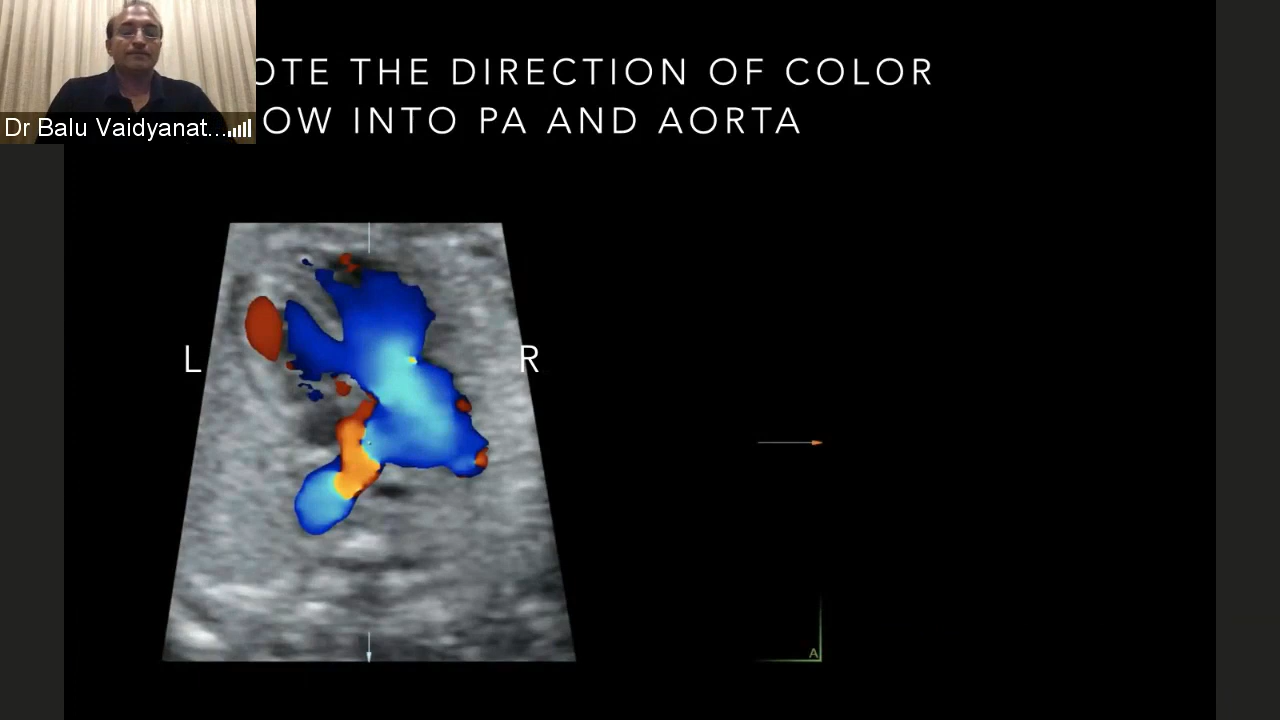 OTE THE DIRECTION OF COLOR
OW INTO PA AND AORTA
Dr Balu Vaidyanat...
L
R
A